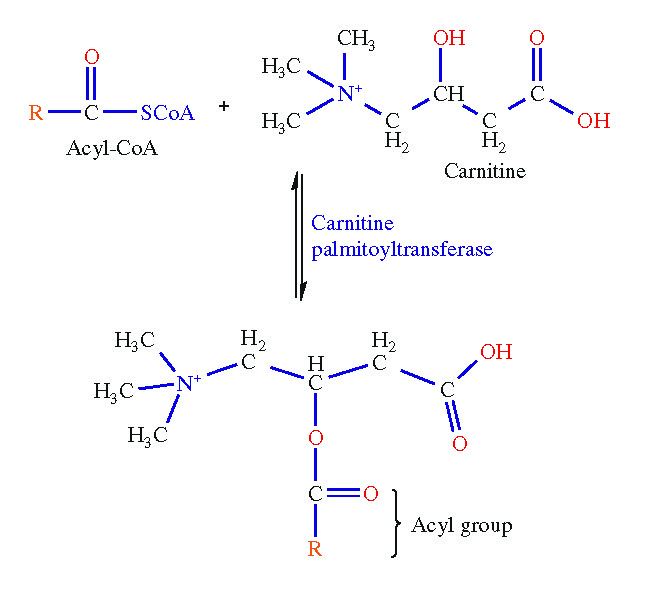 O
R C SCoA
Acyl-CoA
+
CH3
H3C
N+
H3C
C
H2
OH
CH
C
H2
O
C
OH
Carnitine
Carnitine
palmitoyltransferase
H3C
H3C
H3C
N+
H2
C
H
C
H2
C
C
OH
O
O
C O
R
Acyl group